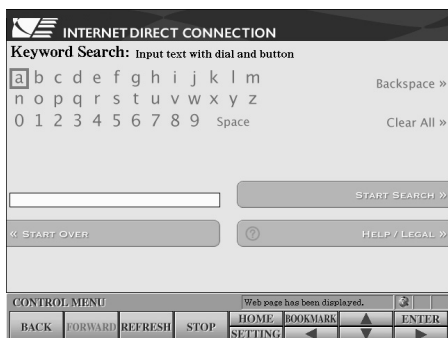 INTERNET DIRECT CONNECTION
Keyword Search: Input text with dial and button
a b c d e f g h i j k l m
Backspace »
n o p q r s t u v w x y z
0 1 2 3 4 5 6 7 8 9 Space
Clear All »
START SEARCH »
« START OVER
? HELP / LEGAL »
CONTROL MENU
Web page has been displayed.
BACK FORWARD REFRESH STOP HOME BOOKMARK ▲ ENTER
SETTING ◀ ▼ ▶